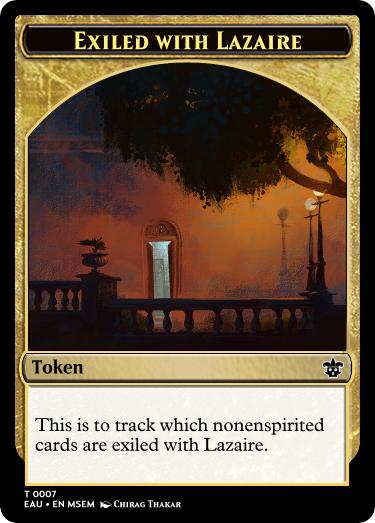 Exiled with Lazaire
Token
This is to track which nonenspirited
cards are exiled with Lazaire.
T 0007
EAU • EN MSEM Chirag Thakar